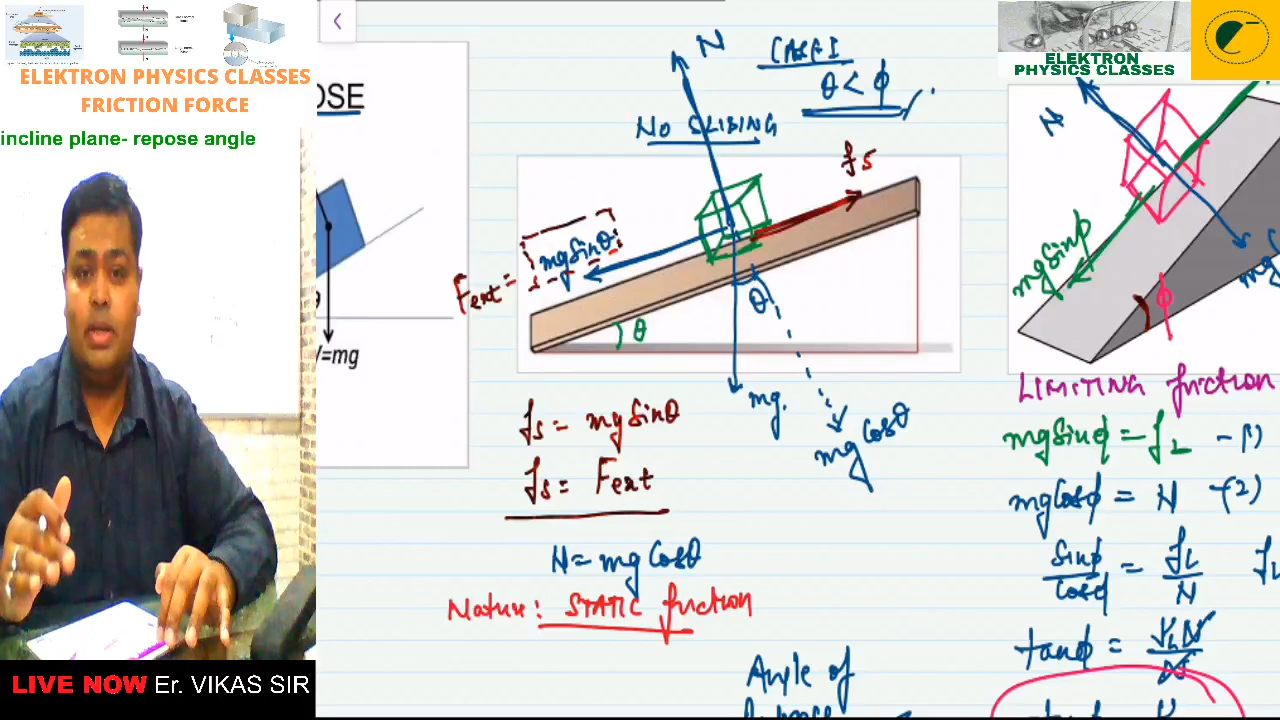 ELEKTRON PHYSICS CLASSES
FRICTION FORCE
incline plane- repose angle
OSE
V=mg
LIVE NOW Er. VIKAS SIR
N
CASE I
θ < ϕ
NO SLIDING
fs
mg sinθ
Fext =
θ
θ
mg
mg cosθ
fs = mg sinθ
fs = Fext
N = mg cosθ
Nature: STATIC friction
Angle of
ELEKTRON
PHYSICS CLASSES
N
mg sinϕ
ϕ
LIMITING friction
mg sinϕ = fL -(1)
mg cosϕ = N -(2)
sinϕ/cosϕ = fL/N
tanϕ =